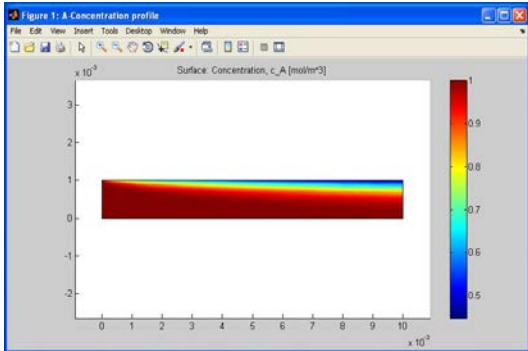 Figure 1: A-Concentration profile
File Edit View Insert Tools Desktop Window Help
Surface: Concentration, c_A [mol/m^3]
x 10⁻³
3
2
1
0
-1
-2
0 1 2 3 4 5 6 7 8 9 10
x 10⁻³
1
0.9
0.8
0.7
0.6
0.5